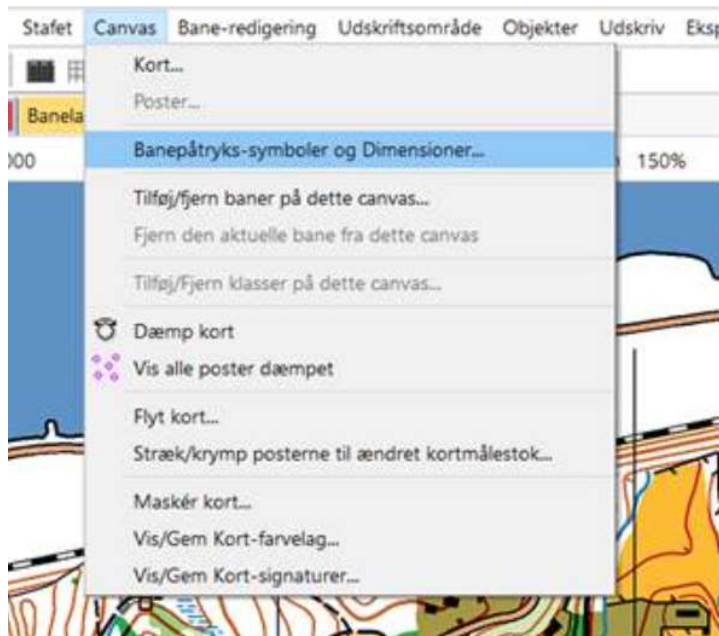 Stafet Canvas Bane-redigering Udskriftsområde Objekter Udskriv
Kort...
Poster...
000 150%
Banepåtryks-symboler og Dimensioner...
Tilføj/fjern baner på dette canvas...
Fjern den aktuelle bane fra dette canvas
Tilføj/Fjern klasser på dette canvas...
Dæmp kort
Vis alle poster dæmpet
Flyt kort...
Stræk/krymp posterne til ændret kortmålestok...
Maskér kort...
Vis/Gem Kort-farvelag...
Vis/Gem Kort-signaturer...